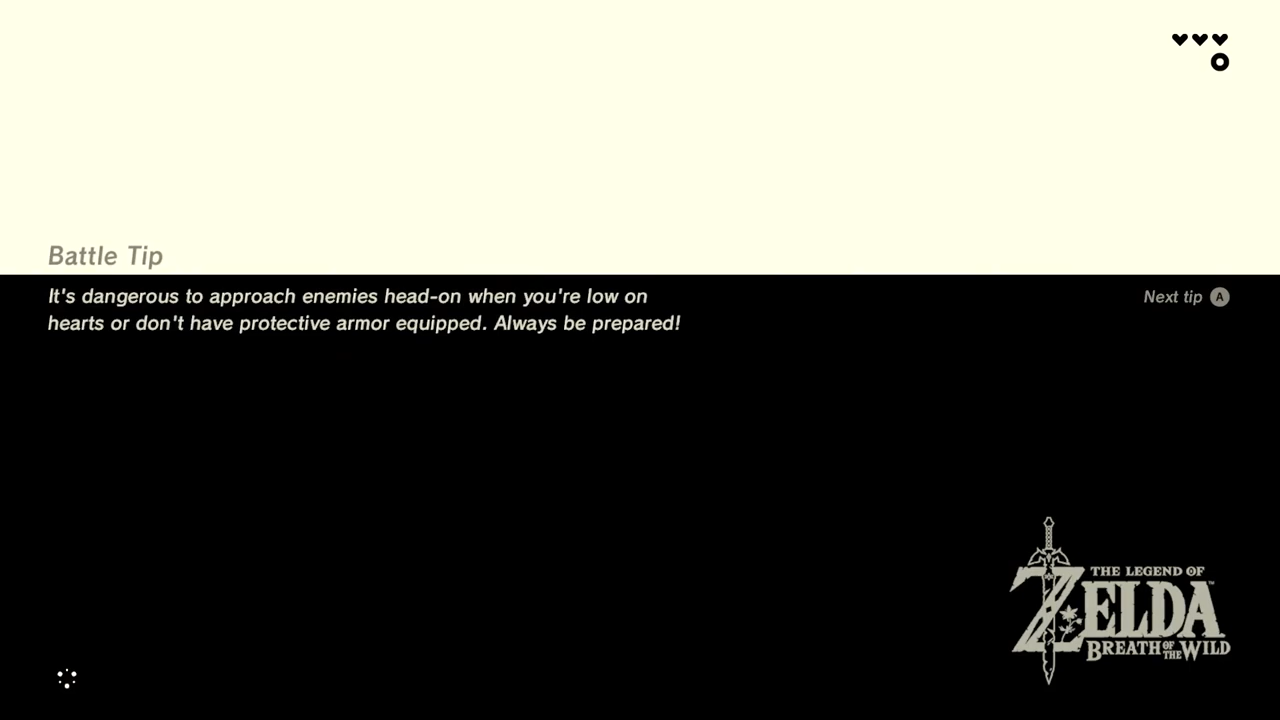 Battle Tip
It's dangerous to approach enemies head-on when you're low on
hearts or don't have protective armor equipped. Always be prepared!
Next tip A
THE LEGEND OF
ZELDA™
BREATH OF THE WILD